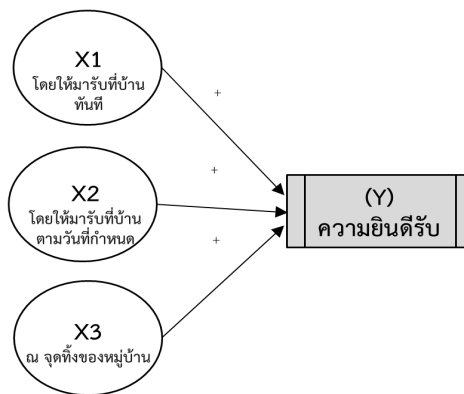 X1
โดยให้มารับที่บ้าน
ทันที
+
X2
โดยให้มารับที่บ้าน
ตามวันที่กำหนด
+
(Y)
ความยินดีรับ
+
X3
ณ จุดทิ้งของหมู่บ้าน